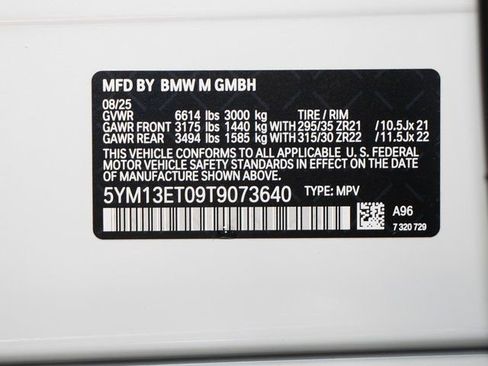 MFD BY BMW M GMBH
08/25
GVWR 6614 lbs 3000 kg TIRE / RIM
GAWR FRONT 3175 lbs 1440 kg WITH 295/35 ZR21 /10.5Jx 21
GAWR REAR 3494 lbs 1585 kg WITH 315/30 ZR22 /11.5Jx 22
THIS VEHICLE CONFORMS TO ALL APPLICABLE U. S. FEDERAL
MOTOR VEHICLE SAFETY STANDARDS IN EFFECT ON THE
DATE OF MANUFACTURE SHOWN ABOVE.
5YM13ET09T9073640 TYPE: MPV
A96
7 320 729